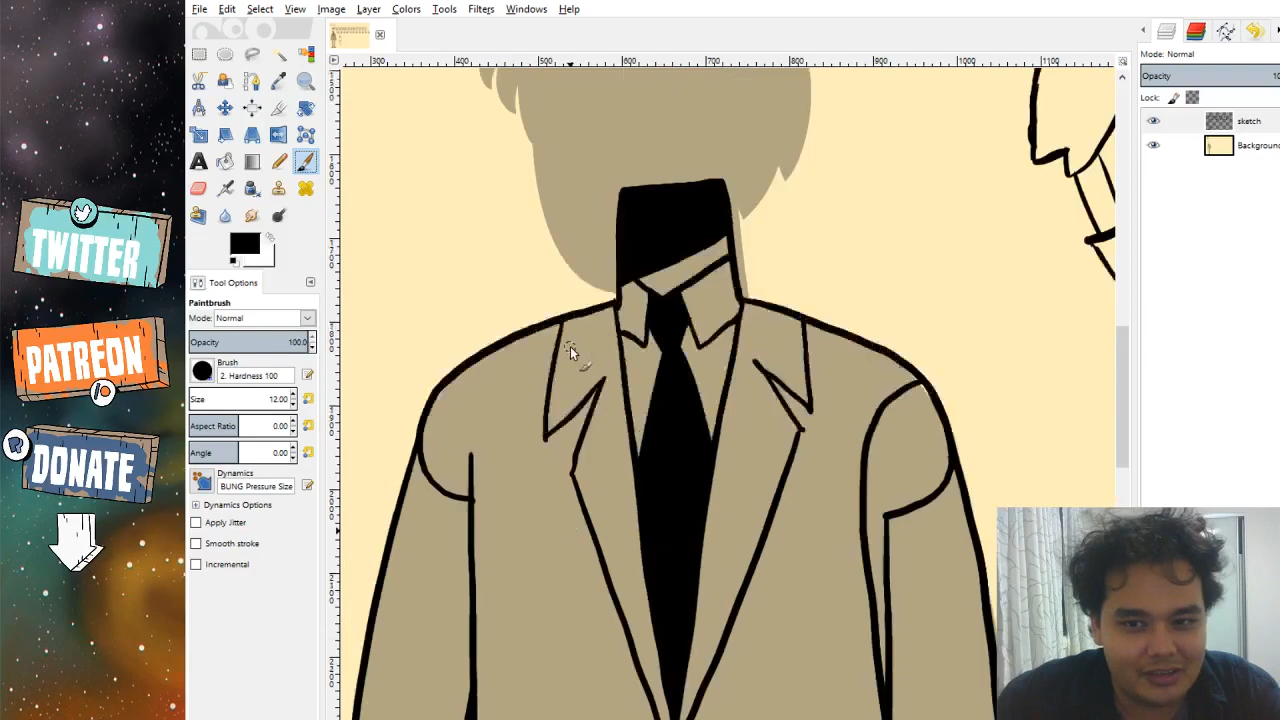 File Edit Select View Image Layer Colors Tools Filters Windows Help
300 400 500 600 700 800 900 1000 1100
Mode: Normal
Opacity 10
Lock:
sketch
Background
TWITTER
PATREON
DONATE
Tool Options
Paintbrush
Mode: Normal
Opacity 100.0
Brush
2. Hardness 100
Size 12.00
Aspect Ratio 0.00
Angle 0.00
Dynamics
BUNG Pressure Size
Dynamics Options
Apply Jitter
Smooth stroke
Incremental